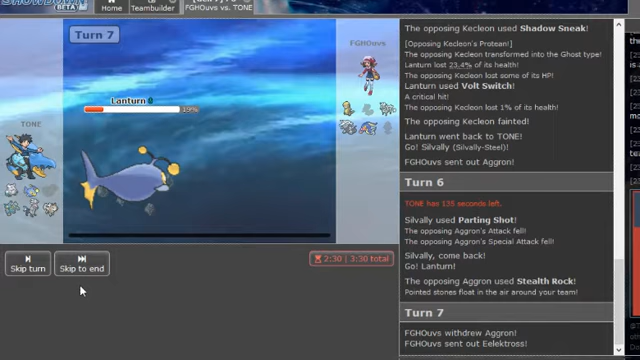 SHOWDOWN
BETA
Home
Teambuilder
FGHOuvs vs. TONE
Turn 7
FGHOuvs
Lanturn
19%
TONE
Skip turn
Skip to end
2:30 | 3:30 total
The opposing Kecleon used Shadow Sneak!
[Opposing Kecleon's Protean!]
The opposing Kecleon transformed into the Ghost type!
Lanturn lost 23.4% of its health!
The opposing Kecleon lost some of its HP!
Lanturn used Volt Switch!
A critical hit!
The opposing Kecleon lost 1% of its health!
The opposing Kecleon fainted!
Lanturn went back to TONE!
Go! Silvally (Silvally-Steel)!
FGHOuvs sent out Aggron!
Turn 6
TONE has 135 seconds left.
Silvally used Parting Shot!
The opposing Aggron's Attack fell!
The opposing Aggron's Special Attack fell!
Silvally, come back!
Go! Lanturn!
The opposing Aggron used Stealth Rock!
Pointed stones float in the air around your team!
Turn 7
FGHOuvs withdrew Aggron!
FGHOuvs sent out Eelektross!